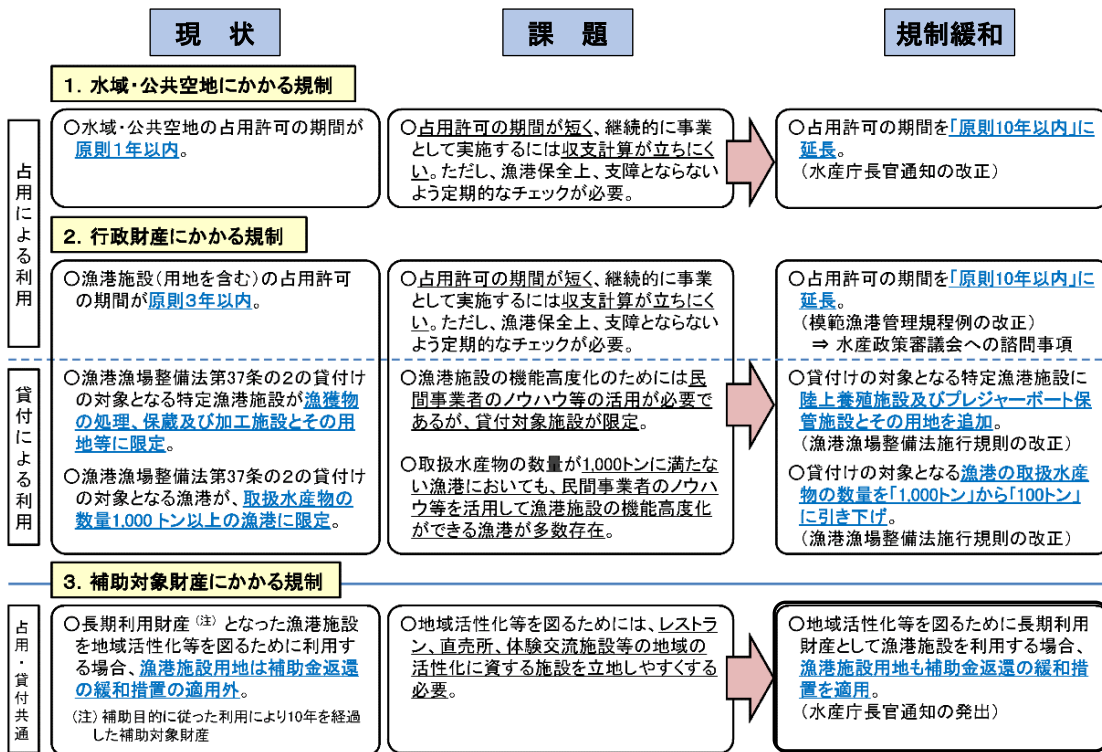 現 状
課 題
規制緩和
1．水域・公共空地にかかる規制
占用による利用
○水域・公共空地の占用許可の期間が
原則1年以内。
○占用許可の期間が短く、継続的に事業
として実施するには収支計算が立ちにく
い。ただし、漁港保全上、支障とならない
よう定期的なチェックが必要。
○占用許可の期間を「原則10年以内」に
延長。
（水産庁長官通知の改正）
2．行政財産にかかる規制
○漁港施設（用地を含む）の占用許可
の期間が原則3年以内。
○占用許可の期間が短く、継続的に事業
として実施するには収支計算が立ちにく
い。ただし、漁港保全上、支障とならない
よう定期的なチェックが必要。
○占用許可の期間を「原則10年以内」に
延長。
（模範漁港管理規程例の改正）
⇒ 水産政策審議会への諮問事項
貸付による利用
○漁港漁場整備法第37条の2の貸付け
の対象となる特定漁港施設が漁獲
物の処理、保蔵及び加工施設とその用
地等に限定。
○漁港漁場整備法第37条の2の貸付け
の対象となる漁港が、取扱水産物の
数量1,000 トン以上の漁港に限定。
○漁港施設の機能高度化のためには民
間事業者のノウハウ等の活用が必要で
あるが、貸付対象施設が限定。
○取扱水産物の数量が1,000トンに満たな
い漁港においても、民間事業者のノウハ
ウ等を活用して漁港施設の機能高度化
ができる漁港が多数存在。
○貸付けの対象となる特定漁港施設に
陸上養殖施設及びプレジャーボート保
管施設とその用地を追加。
（漁港漁場整備法施行規則の改正）
○貸付けの対象となる漁港の取扱水産
物の数量を「1,000トン」から「100トン」
に引き下げ。
（漁港漁場整備法施行規則の改正）
3．補助対象財産にかかる規制
占用・貸付共通
○長期利用財産（注）となった漁港施設
を地域活性化等を図るために利用す
る場合、漁港施設用地は補助金返還
の緩和措置の適用外。
（注）補助目的に従った利用により10年を経過
した補助対象財産
○地域活性化等を図るためには、レストラ
ン、直売所、体験交流施設等の地域の
活性化に資する施設を立地しやすくする
必要。
○地域活性化等を図るために長期利用
財産として漁港施設を利用する場合、
漁港施設用地も補助金返還の緩和措
置を適用。
（水産庁長官通知の発出）